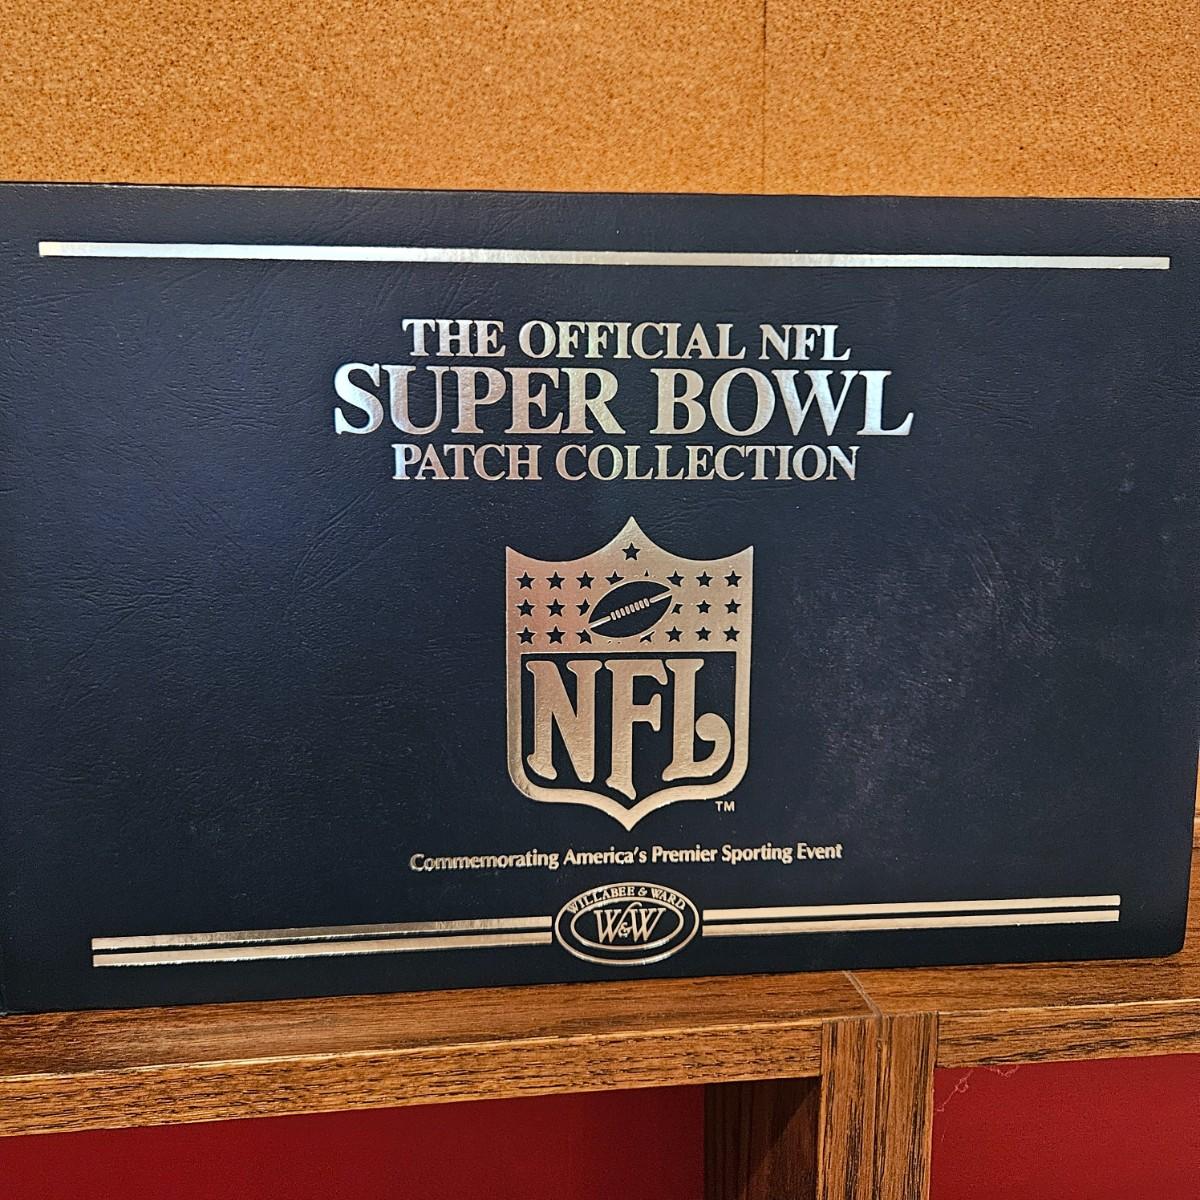 THE OFFICIAL NFL
SUPER BOWL
PATCH COLLECTION
NFL
TM
Commemorating America's Premier Sporting Event
WILLABEE & WARD
W&W